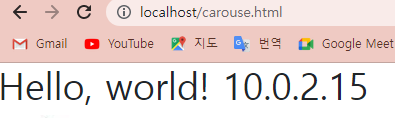 localhost/carouse.html
Gmail YouTube 지도 번역 Google Meet
Hello, world! 10.0.2.15